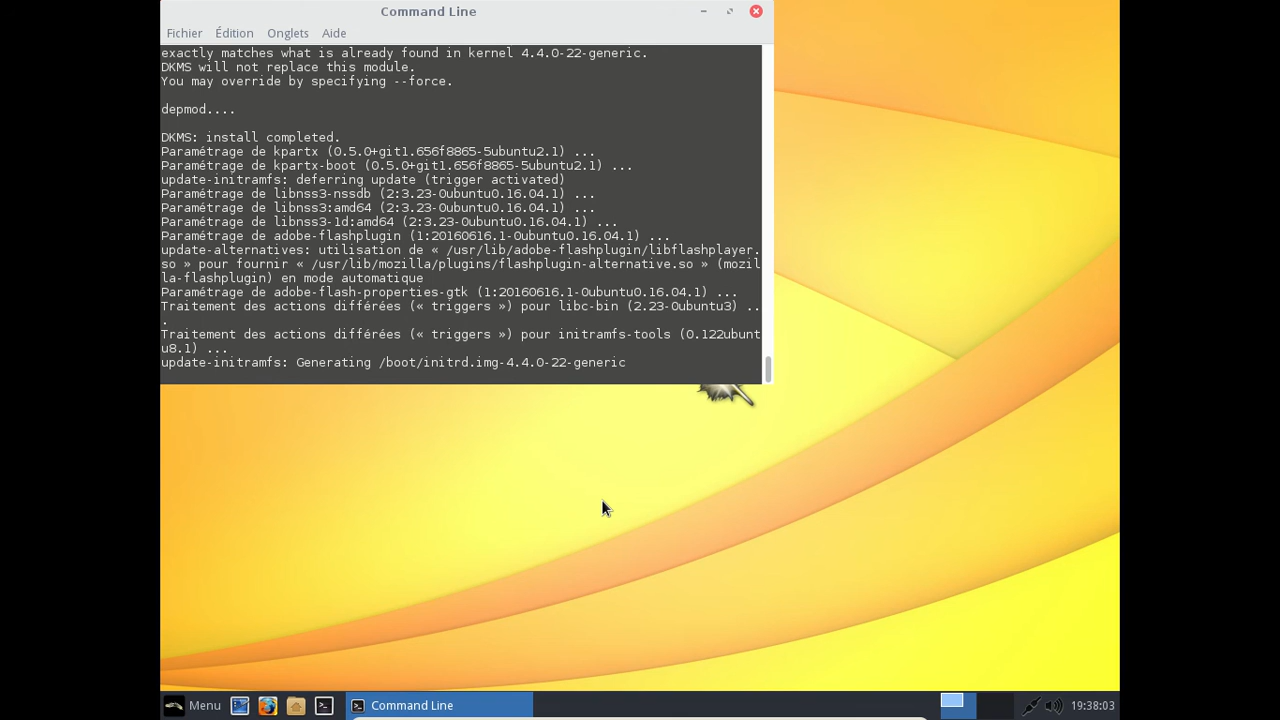 Command Line
Fichier Édition Onglets Aide
exactly matches what is already found in kernel 4.4.0-22-generic.
DKMS will not replace this module.
You may override by specifying --force.
depmod....
DKMS: install completed.
Paramétrage de kpartx (0.5.0+git1.656f8865-5ubuntu2.1) ...
Paramétrage de kpartx-boot (0.5.0+git1.656f8865-5ubuntu2.1) ...
update-initramfs: deferring update (trigger activated)
Paramétrage de libnss3-nssdb (2:3.23-0ubuntu0.16.04.1) ...
Paramétrage de libnss3:amd64 (2:3.23-0ubuntu0.16.04.1) ...
Paramétrage de libnss3-1d:amd64 (2:3.23-0ubuntu0.16.04.1) ...
Paramétrage de adobe-flashplugin (1:20160616.1-0ubuntu0.16.04.1) ...
update-alternatives: utilisation de « /usr/lib/adobe-flashplugin/libflashplayer.
so » pour fournir « /usr/lib/mozilla/plugins/flashplugin-alternative.so » (mozil
la-flashplugin) en mode automatique
Paramétrage de adobe-flash-properties-gtk (1:20160616.1-0ubuntu0.16.04.1) ...
Traitement des actions différées (« triggers ») pour libc-bin (2.23-0ubuntu3) ..
.
Traitement des actions différées (« triggers ») pour initramfs-tools (0.122ubunt
u8.1) ...
update-initramfs: Generating /boot/initrd.img-4.4.0-22-generic
Menu Command Line 19:38:03